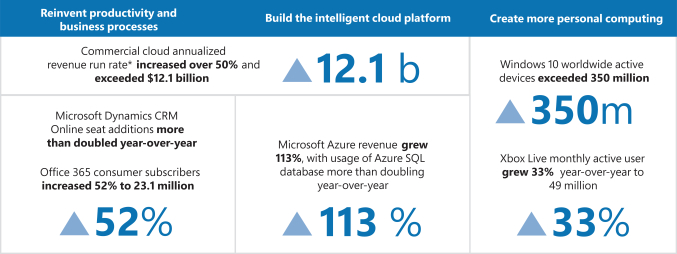 Reinvent productivity and
business processes
Build the intelligent cloud platform
Create more personal computing
Commercial cloud annualized
revenue run rate* increased over 50% and
exceeded $12.1 billion
12.1 b
Windows 10 worldwide active
devices exceeded 350 million
350m
Microsoft Dynamics CRM
Online seat additions more
than doubled year-over-year
Office 365 consumer subscribers
increased 52% to 23.1 million
52%
Microsoft Azure revenue grew
113%, with usage of Azure SQL
database more than doubling
year-over-year
113 %
Xbox Live monthly active user
grew 33% year-over-year to
49 million
33%